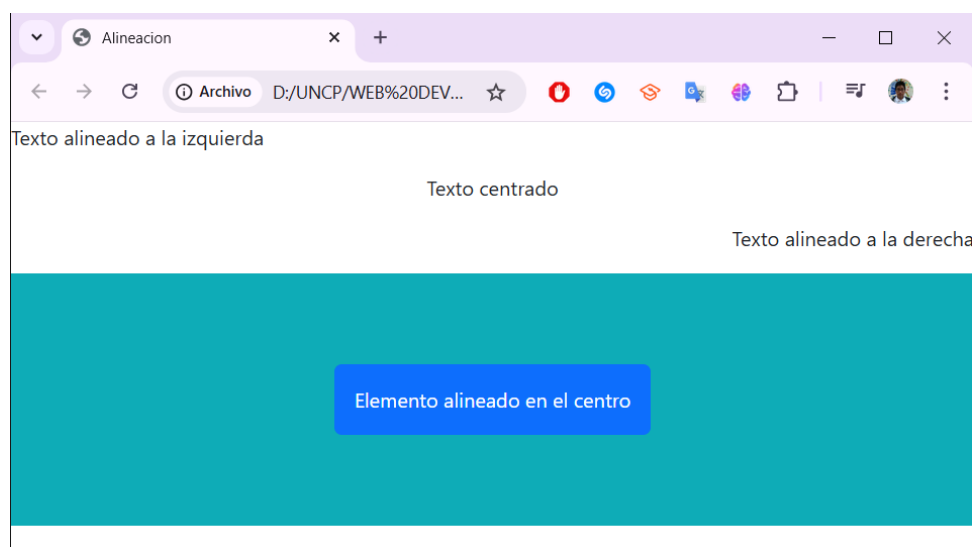 Alineacion
Archivo D:/UNCP/WEB%20DEV...
Texto alineado a la izquierda
Texto centrado
Texto alineado a la derecha
Elemento alineado en el centro